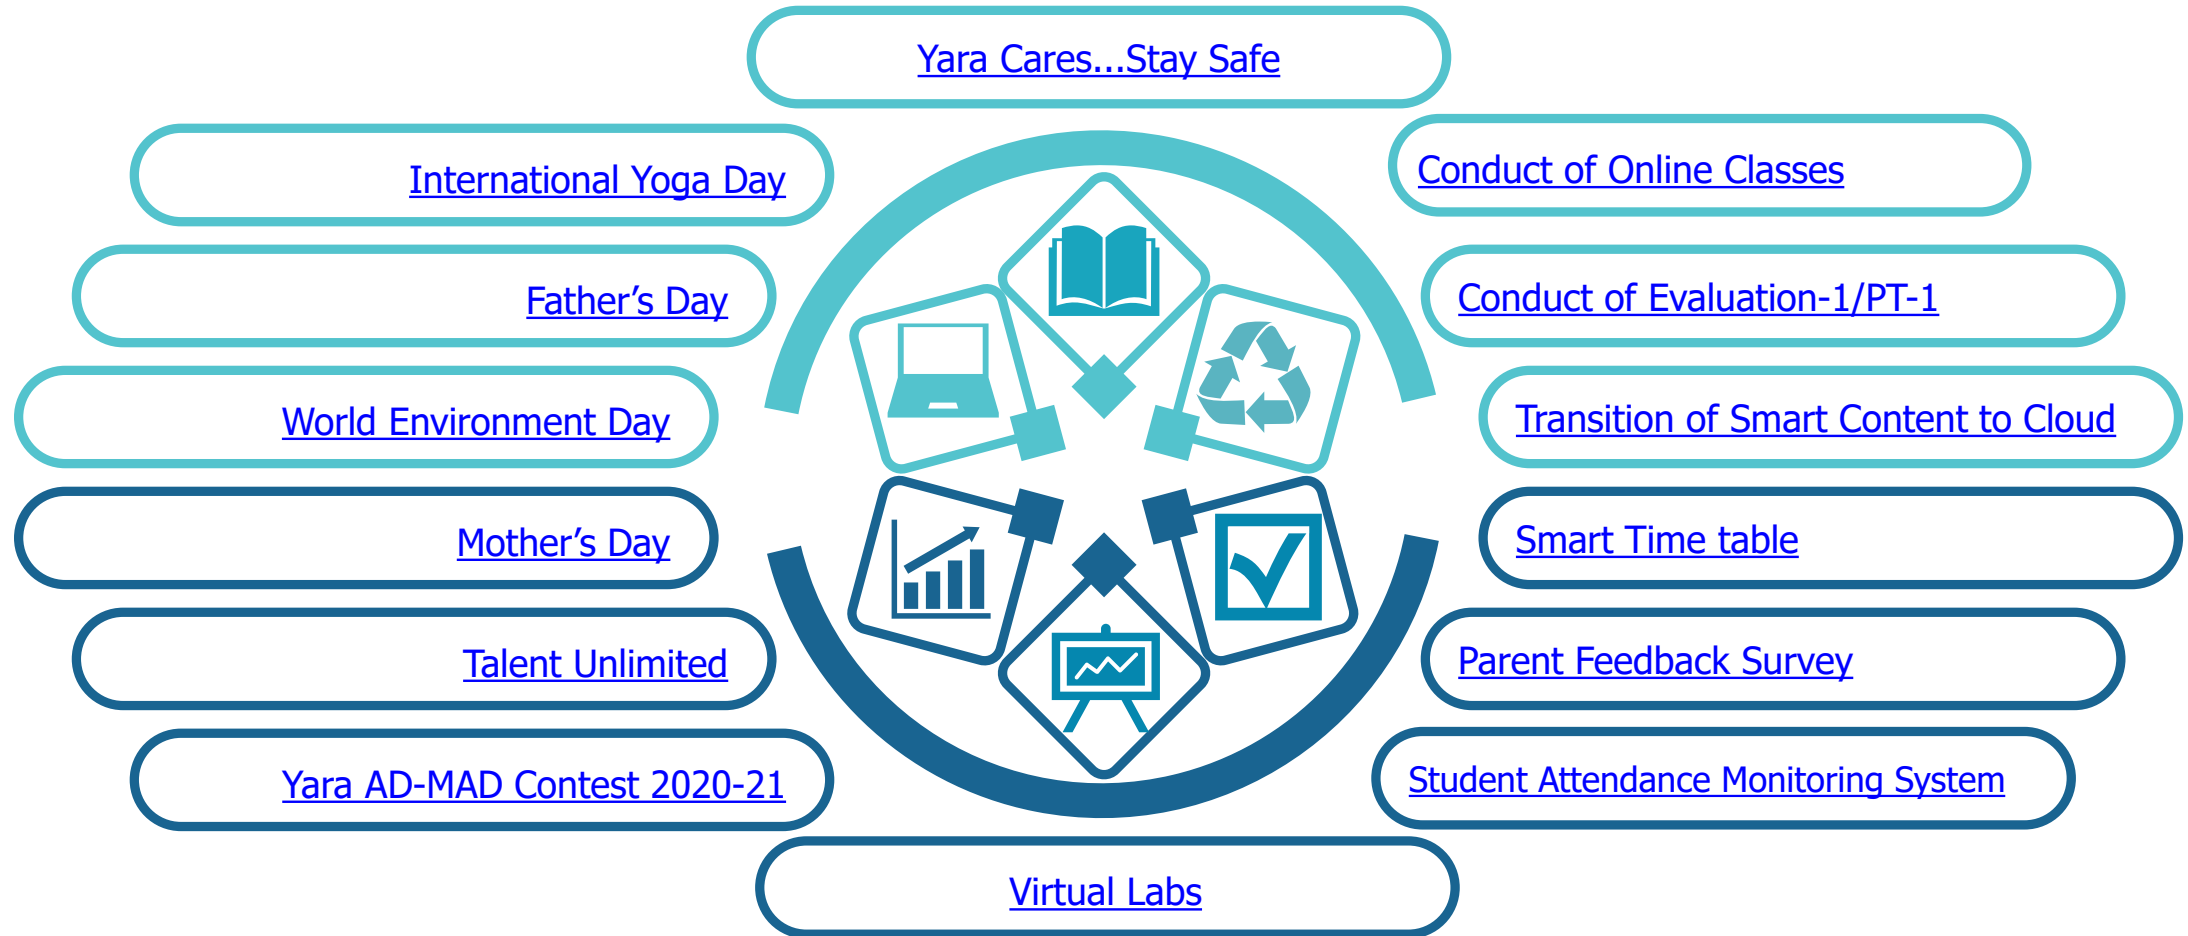 Yara Cares...Stay Safe
International Yoga Day
Conduct of Online Classes
Father’s Day
Conduct of Evaluation-1/PT-1
World Environment Day
Transition of Smart Content to Cloud
Mother’s Day
Smart Time table
Talent Unlimited
Parent Feedback Survey
Yara AD-MAD Contest 2020-21
Student Attendance Monitoring System
Virtual Labs